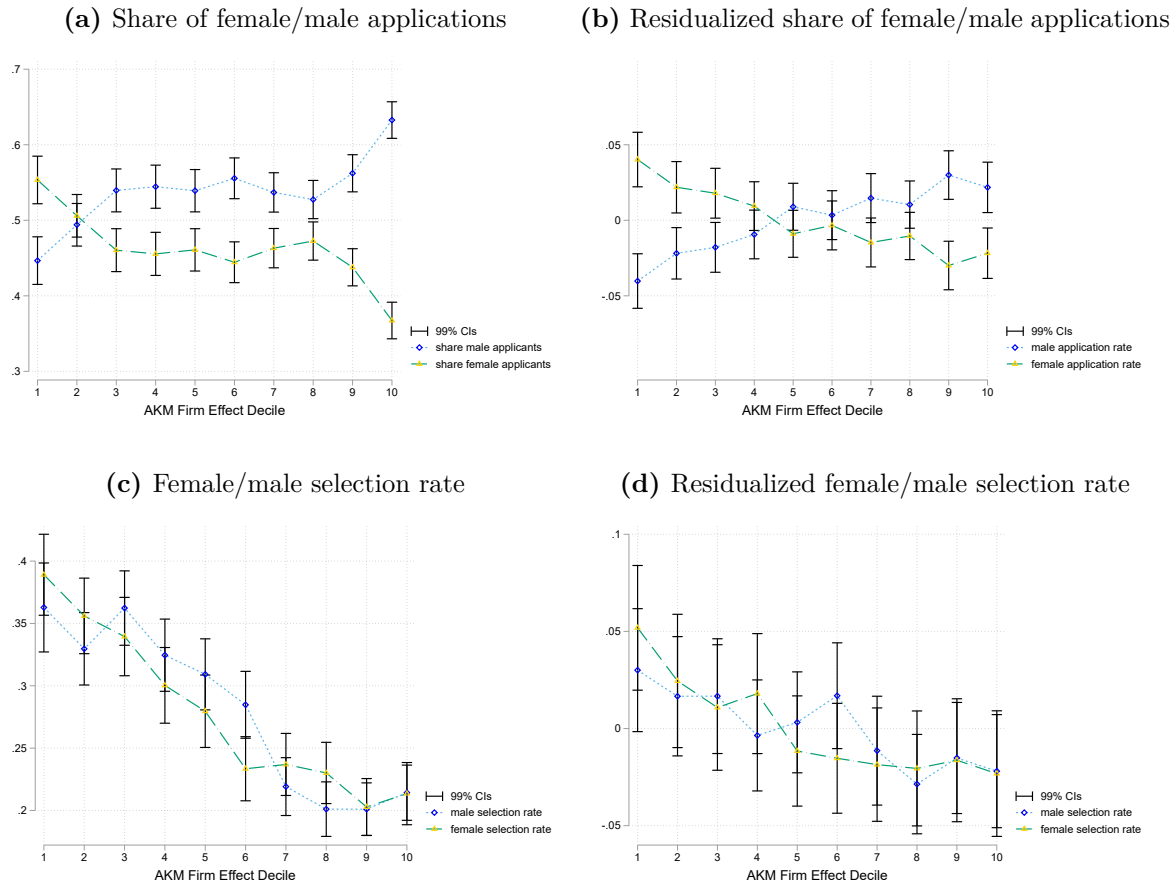 (a) Share of female/male applications
.7
.6
.5
.4
.3
1 2 3 4 5 6 7 8 9 10
AKM Firm Effect Decile
99% CIs
share male applicants
share female applicants
(b) Residualized share of female/male applications
.05
0
-.05
1 2 3 4 5 6 7 8 9 10
AKM Firm Effect Decile
99% CIs
male application rate
female application rate
(c) Female/male selection rate
.4
.35
.3
.25
.2
1 2 3 4 5 6 7 8 9 10
AKM Firm Effect Decile
99% CIs
male selection rate
female selection rate
(d) Residualized female/male selection rate
.1
.05
0
-.05
1 2 3 4 5 6 7 8 9 10
AKM Firm Effect Decile
99% CIs
male selection rate
female selection rate